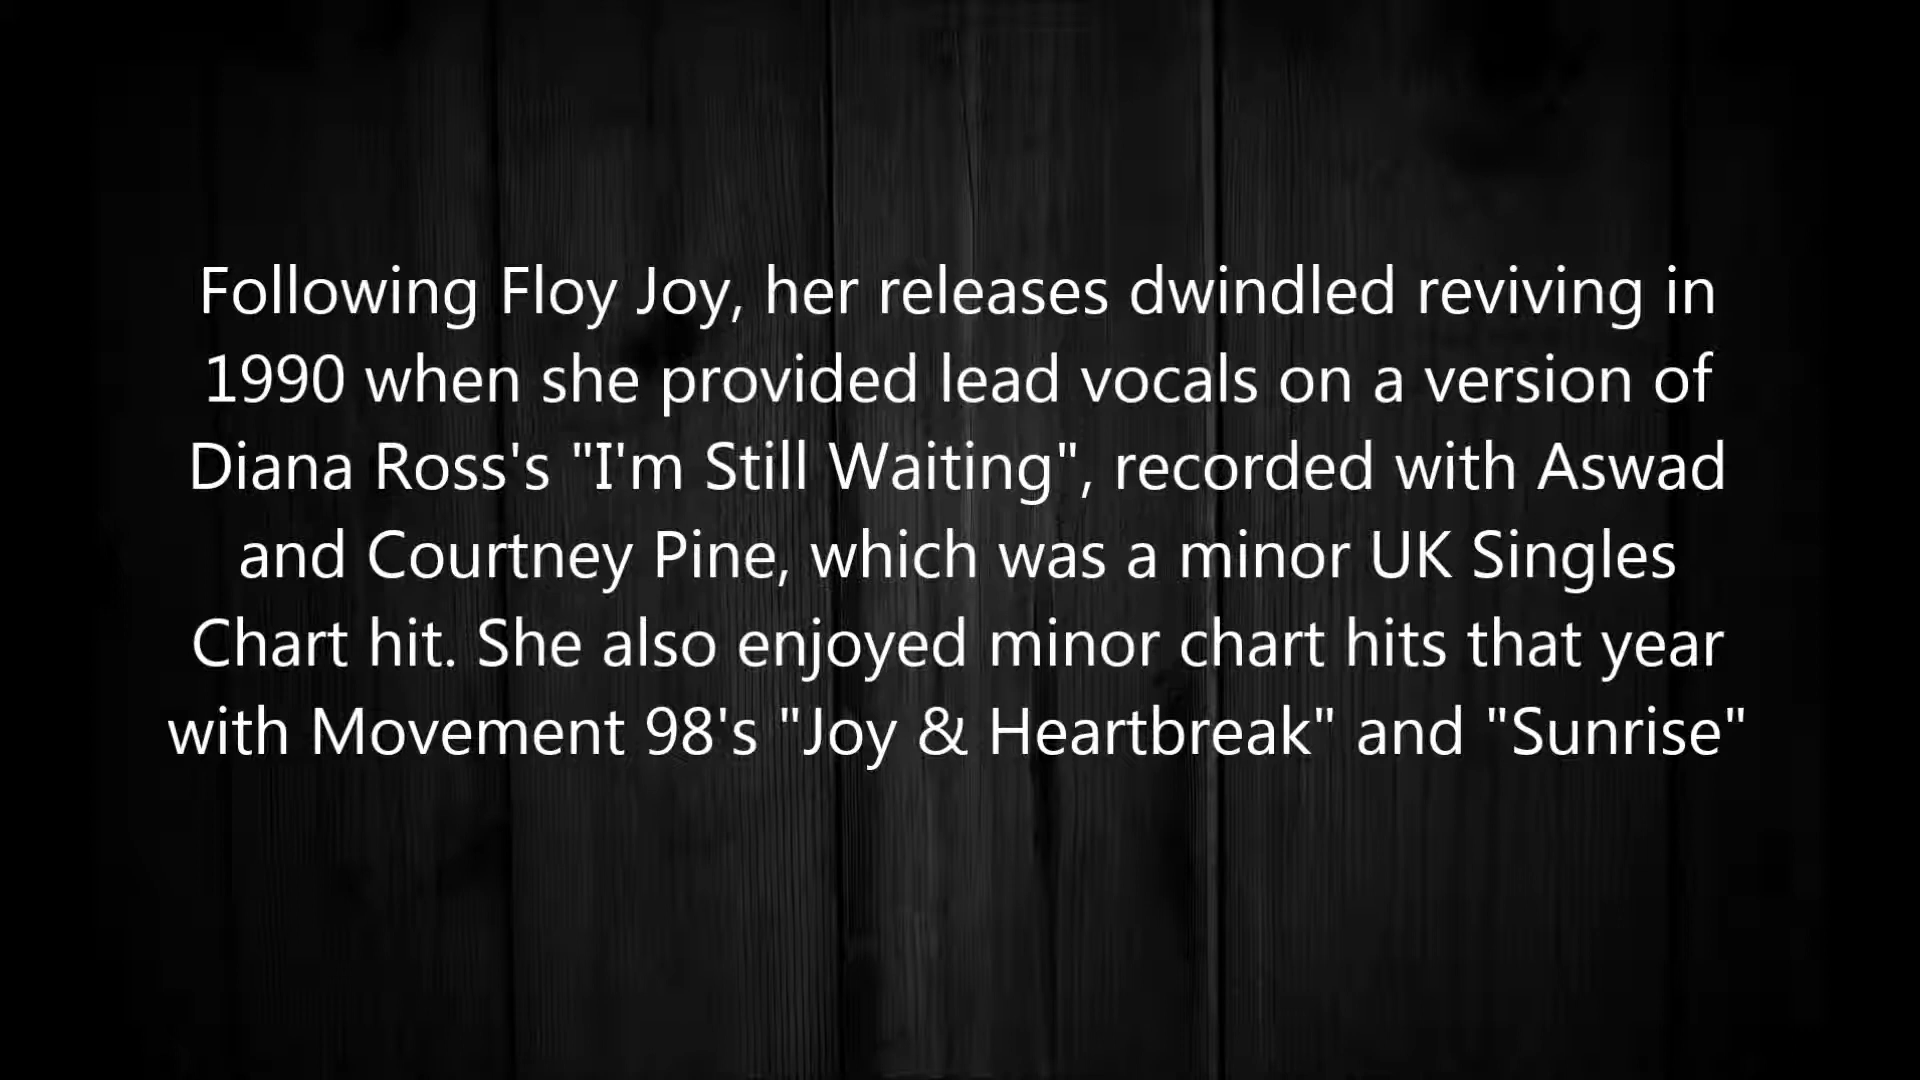 Following Floy Joy, her releases dwindled reviving in
1990 when she provided lead vocals on a version of
Diana Ross's "I'm Still Waiting", recorded with Aswad
and Courtney Pine, which was a minor UK Singles
Chart hit. She also enjoyed minor chart hits that year
with Movement 98's "Joy & Heartbreak" and "Sunrise"